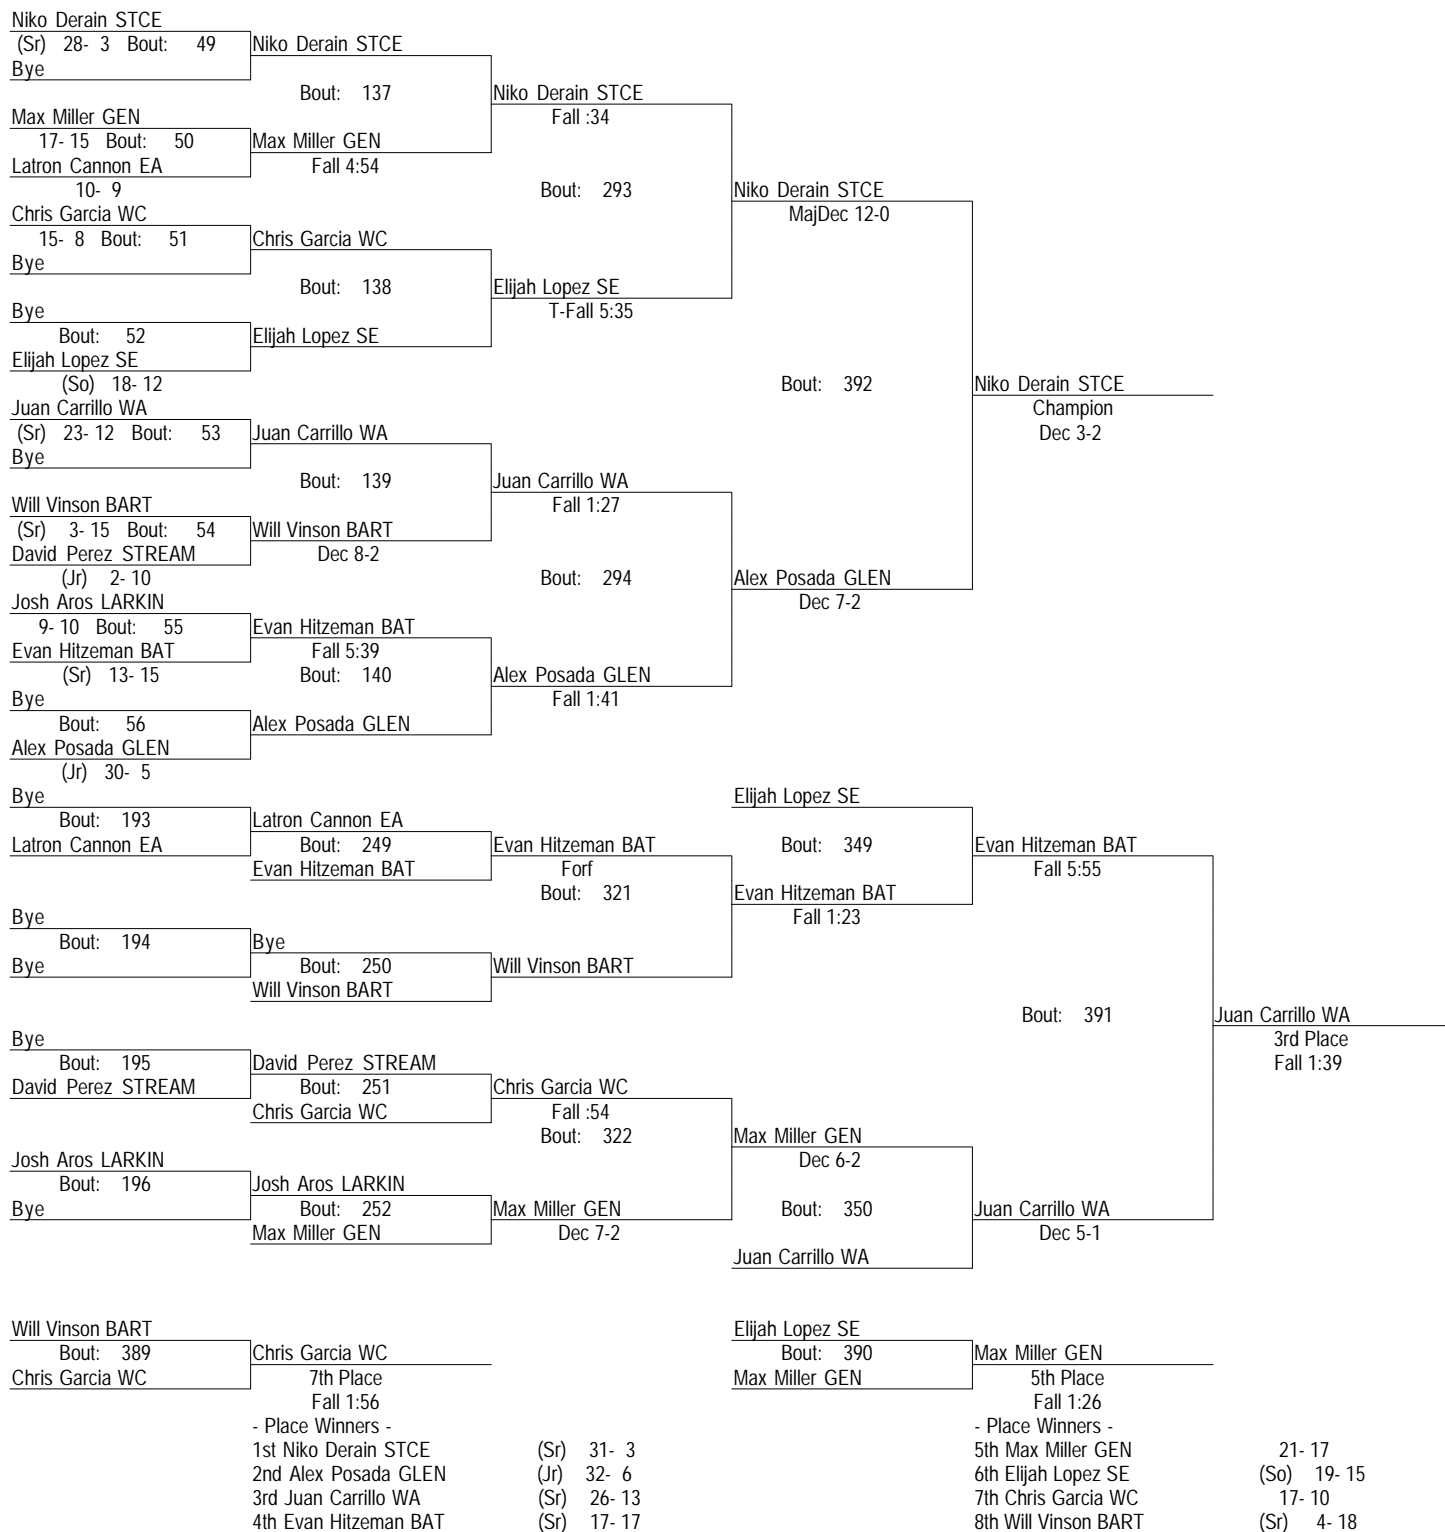 Niko Derain STCE
(Sr) 28- 3 Bout: 49 Niko Derain STCE
Bye
Bout: 137 Niko Derain STCE
Max Miller GEN Fall :34
17- 15 Bout: 50 Max Miller GEN
Latron Cannon EA Fall 4:54
10- 9 Bout: 293 Niko Derain STCE
Chris Garcia WC MajDec 12-0
15- 8 Bout: 51 Chris Garcia WC
Bye
Bout: 138 Elijah Lopez SE
Bye T-Fall 5:35
Bout: 52 Elijah Lopez SE
Elijah Lopez SE
(So) 18- 12 Bout: 392 Niko Derain STCE
Juan Carrillo WA Champion
(Sr) 23- 12 Bout: 53 Juan Carrillo WA Dec 3-2
Bye
Bout: 139 Juan Carrillo WA
Will Vinson BART Fall 1:27
(Sr) 3- 15 Bout: 54 Will Vinson BART
David Perez STREAM Dec 8-2
(Jr) 2- 10 Bout: 294 Alex Posada GLEN
Josh Aros LARKIN Dec 7-2
9- 10 Bout: 55 Evan Hitzeman BAT
Evan Hitzeman BAT Fall 5:39
(Sr) 13- 15 Bout: 140 Alex Posada GLEN
Bye Fall 1:41
Bout: 56 Alex Posada GLEN
Alex Posada GLEN
(Jr) 30- 5
Bye Elijah Lopez SE
Bout: 193 Latron Cannon EA
Latron Cannon EA Bout: 249 Evan Hitzeman BAT Bout: 349 Evan Hitzeman BAT
Evan Hitzeman BAT Forf Fall 5:55
Bout: 321 Evan Hitzeman BAT
Bye Fall 1:23
Bout: 194 Bye
Bye Bout: 250 Will Vinson BART
Will Vinson BART
Bout: 391 Juan Carrillo WA
Bye 3rd Place
Bout: 195 David Perez STREAM Fall 1:39
David Perez STREAM Bout: 251 Chris Garcia WC
Chris Garcia WC Fall :54
Bout: 322 Max Miller GEN
Josh Aros LARKIN Dec 6-2
Bout: 196 Josh Aros LARKIN
Bye Bout: 252 Max Miller GEN Bout: 350 Juan Carrillo WA
Max Miller GEN Dec 7-2 Dec 5-1
Juan Carrillo WA
Will Vinson BART Elijah Lopez SE
Bout: 389 Chris Garcia WC Bout: 390 Max Miller GEN
Chris Garcia WC 7th Place Max Miller GEN 5th Place
Fall 1:56 Fall 1:26
- Place Winners - - Place Winners -
1st Niko Derain STCE (Sr) 31- 3 5th Max Miller GEN 21- 17
2nd Alex Posada GLEN (Jr) 32- 6 6th Elijah Lopez SE (So) 19- 15
3rd Juan Carrillo WA (Sr) 26- 13 7th Chris Garcia WC 17- 10
4th Evan Hitzeman BAT (Sr) 17- 17 8th Will Vinson BART (Sr) 4- 18